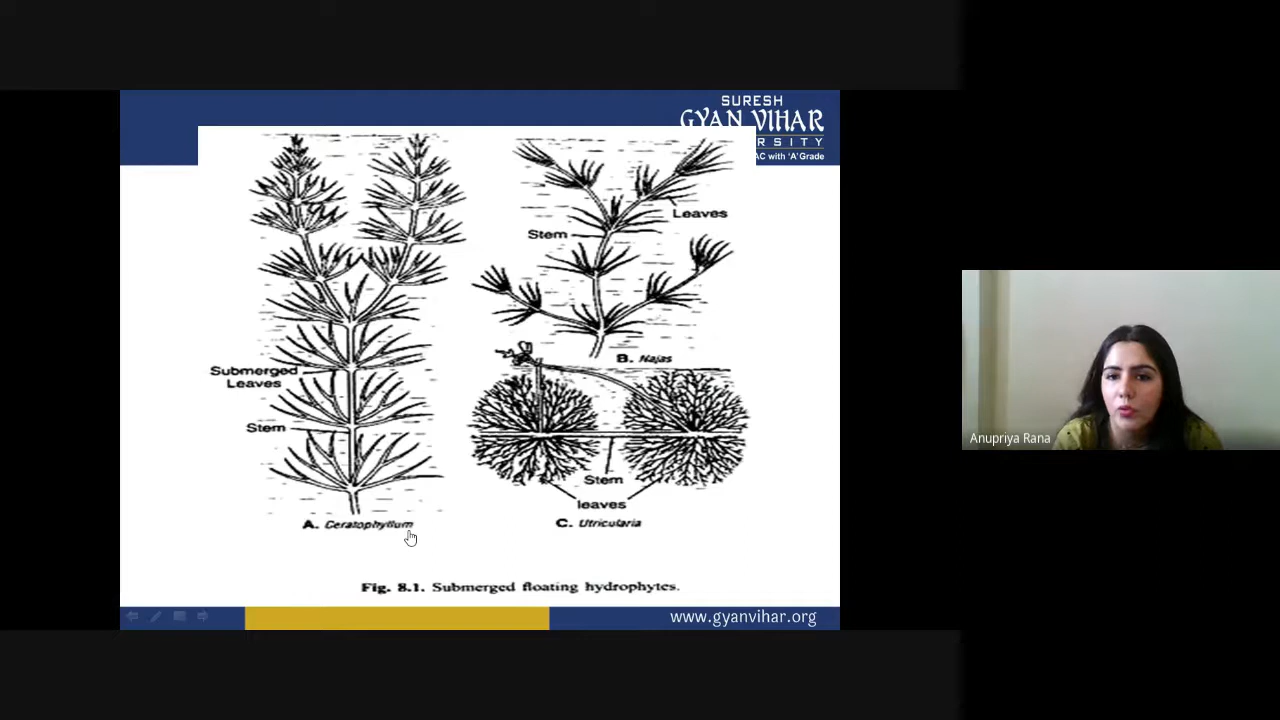 SURESH
GYAN VIHAR
RSITY
AC with 'A' Grade
Leaves
Stem
B. Najas
Submerged
Leaves
Stem
Stem
leaves
A. Ceratophyllum
C. Utricularia
Fig. 8.1. Submerged floating hydrophytes.
www.gyanvihar.org
Anupriya Rana